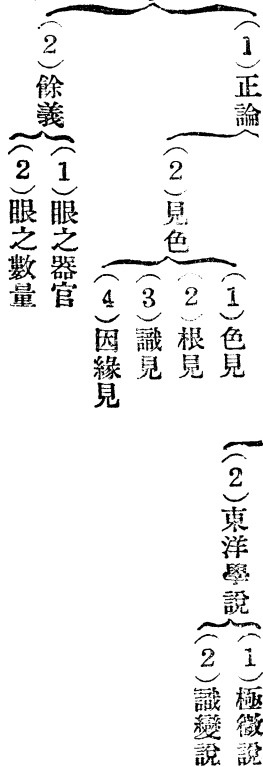 （1）正論
（2）餘義
（2）見色
（1）色見
（2）根見
（3）識見
（4）因緣見
（1）眼之器官
（2）眼之數量
（2）東洋學說
（1）極微說
（2）識變說